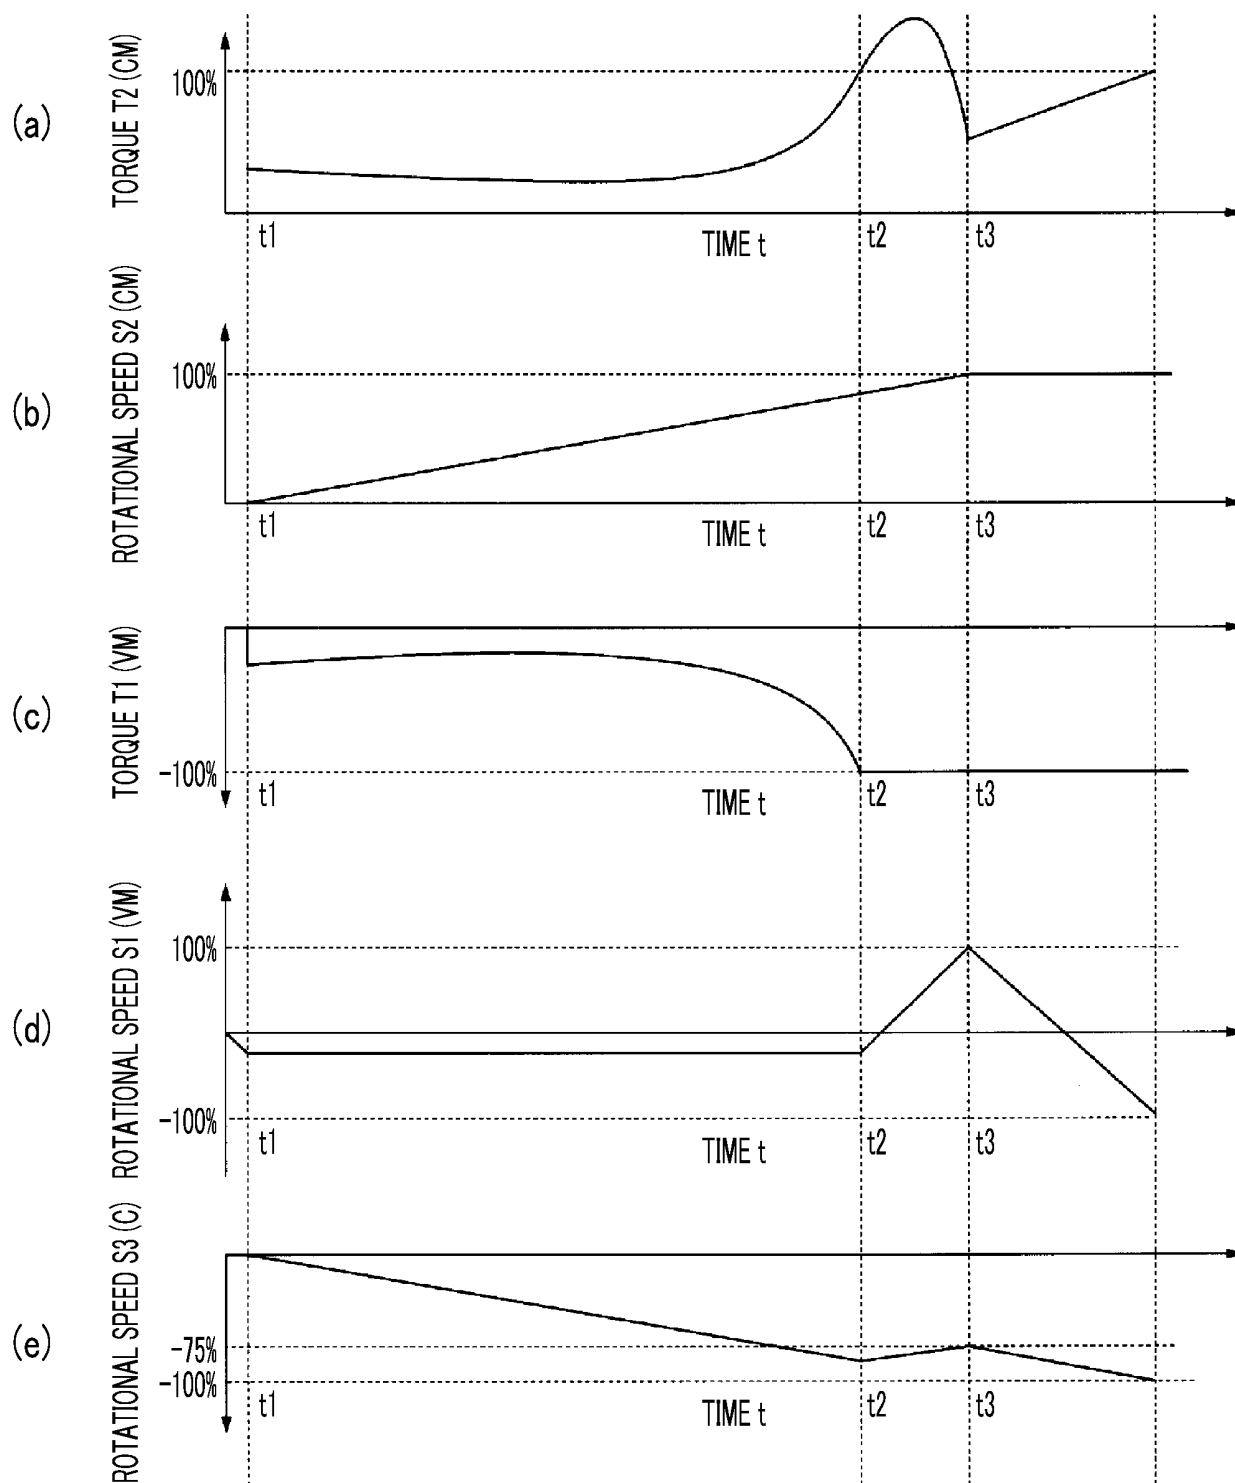 (a)
TORQUE T2 (CM)
100%
t1
TIME t
t2
t3
(b)
ROTATIONAL SPEED S2 (CM)
100%
t1
TIME t
t2
t3
(c)
TORQUE T1 (VM)
-100%
t1
TIME t
t2
t3
(d)
ROTATIONAL SPEED S1 (VM)
100%
-100%
t1
TIME t
t2
t3
(e)
ROTATIONAL SPEED S3 (C)
-75%
-100%
t1
TIME t
t2
t3